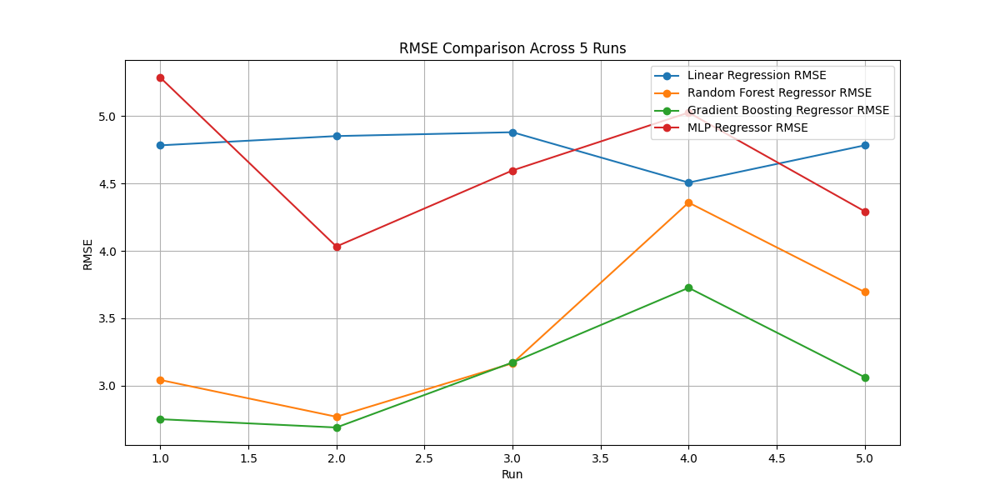 RMSE Comparison Across 5 Runs
Linear Regression RMSE
Random Forest Regressor RMSE
Gradient Boosting Regressor RMSE
MLP Regressor RMSE
5.0
4.5
4.0
3.5
3.0
RMSE
1.0 1.5 2.0 2.5 3.0 3.5 4.0 4.5 5.0
Run